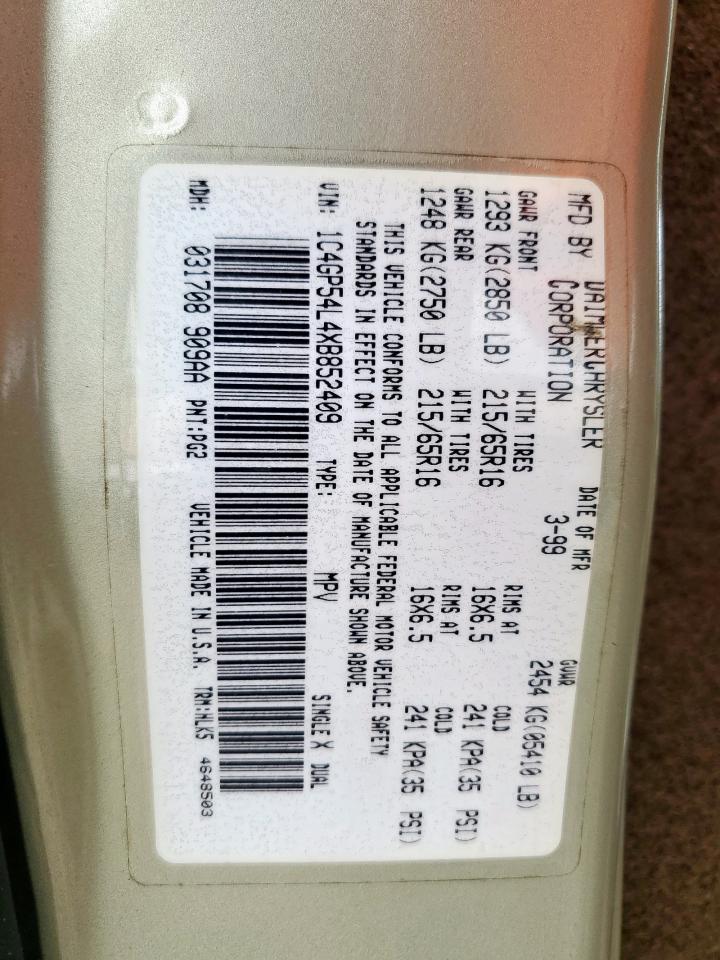 MFD BY DAIMLERCHRYSLER CORPORATION
DATE OF MFR 3-99
GVWR 2454 KG(05410 LB)
GAWR FRONT WITH TIRES RIMS AT COLD
1293 KG(2850 LB) 215/65R16 16X6.5 241 KPA(35 PSI)
GAWR REAR WITH TIRES RIMS AT COLD
1248 KG(2750 LB) 215/65R16 16X6.5 241 KPA(35 PSI)
THIS VEHICLE CONFORMS TO ALL APPLICABLE FEDERAL MOTOR VEHICLE SAFETY
STANDARDS IN EFFECT ON THE DATE OF MANUFACTURE SHOWN ABOVE.
VIN: 1C4GP54L4XB852409 TYPE: MPV SINGLE X DUAL
MDH: 031708 909AA PNT:PG2 VEHICLE MADE IN U.S.A. TRM:HLK5 4648503